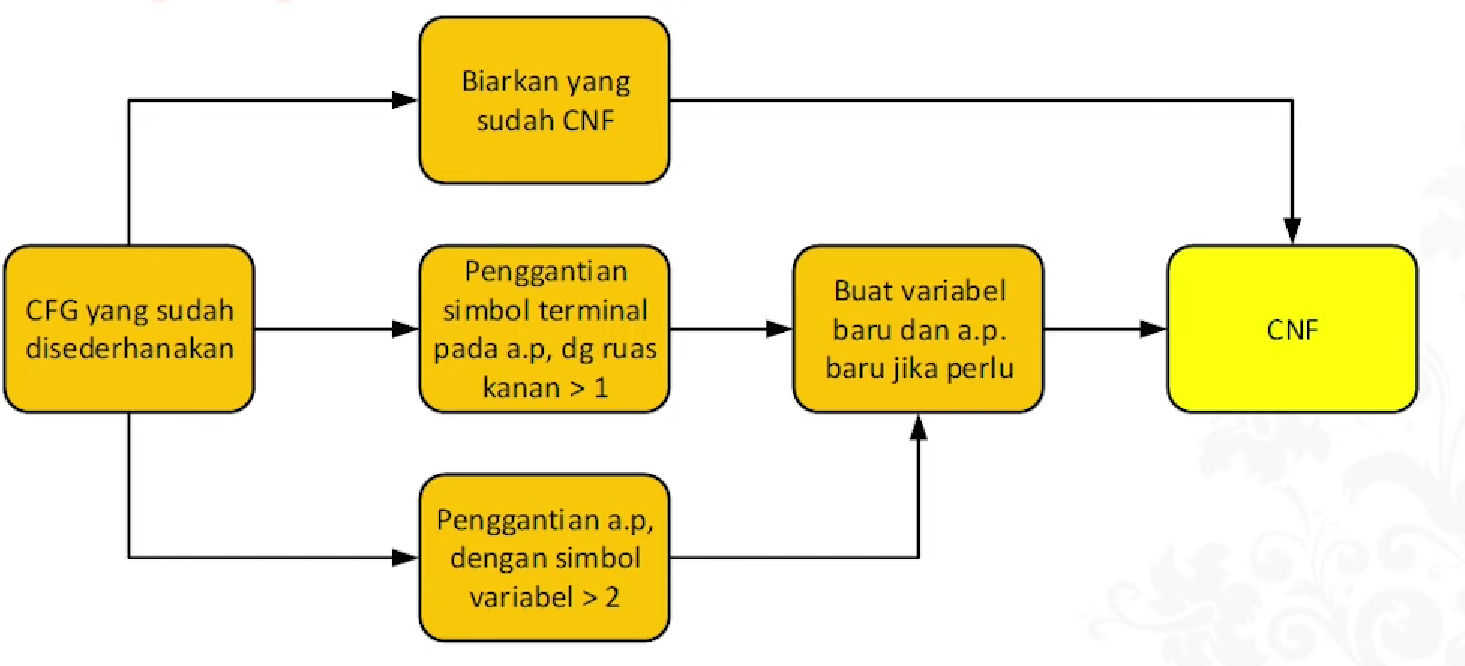 Biarkan yang
sudah CNF
CFG yang sudah
disederhanakan
Penggantian
simbol terminal
pada a.p, dg ruas
kanan > 1
Buat variabel
baru dan a.p.
baru jika perlu
CNF
Penggantian a.p,
dengan simbol
variabel > 2